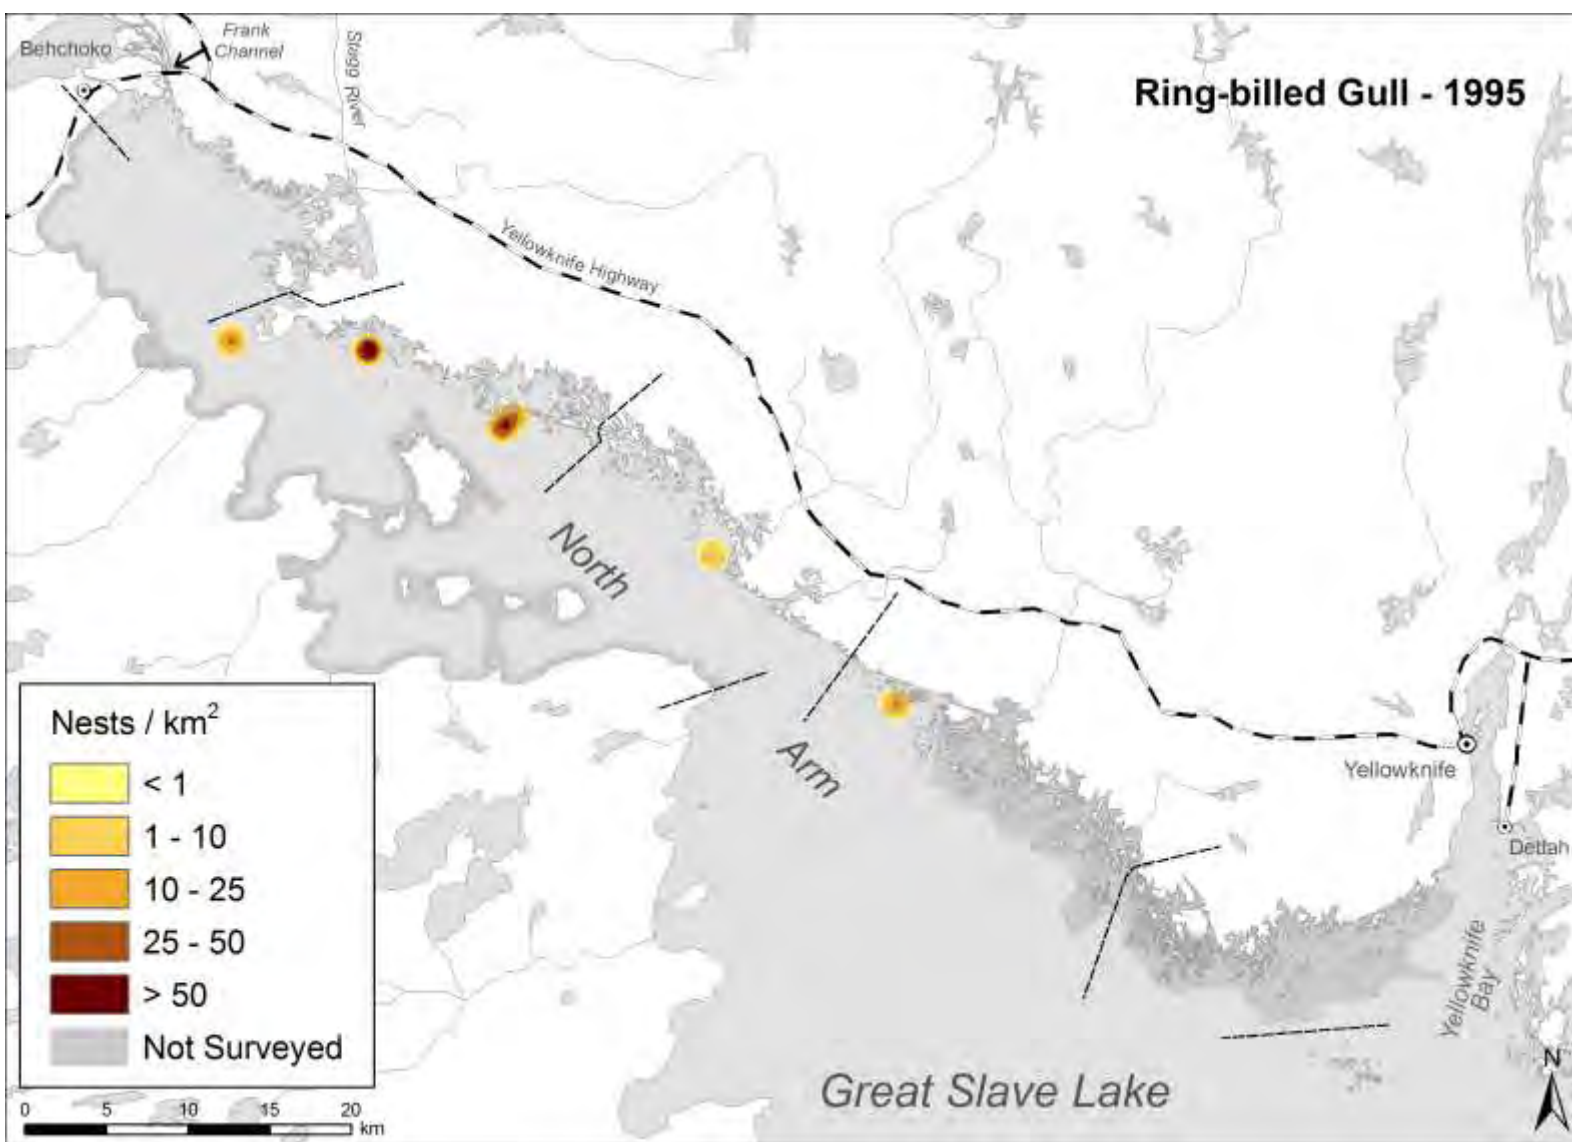 Behchoko
Frank
Channel
Stagg River
Ring-billed Gull - 1995
Yellowknife Highway
North
Arm
Yellowknife
Dettah
Yellowknife
Bay
Great Slave Lake
N
Nests / km²
< 1
1 - 10
10 - 25
25 - 50
> 50
Not Surveyed
0 5 10 15 20
km